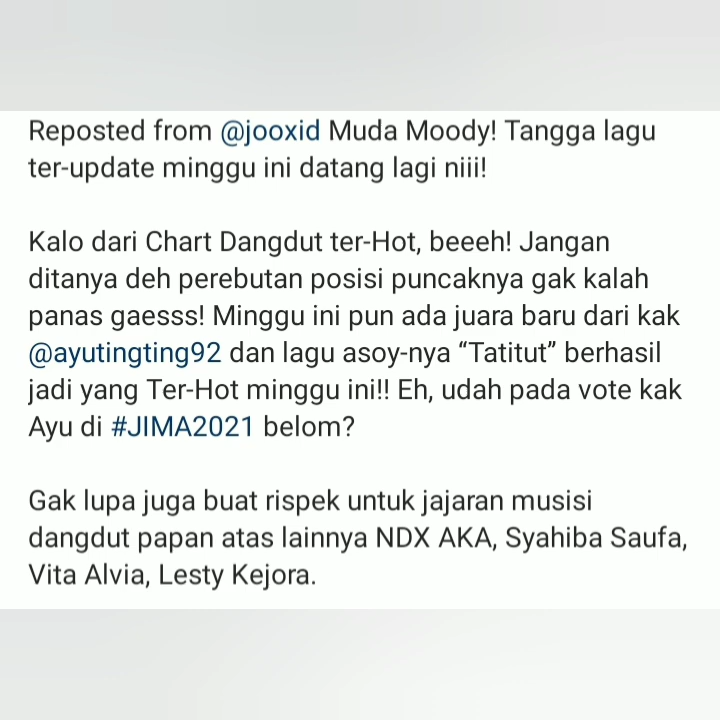 Reposted from @jooxid Muda Moody! Tangga lagu
ter-update minggu ini datang lagi niii!
Kalo dari Chart Dangdut ter-Hot, beeeh! Jangan
ditanya deh perebutan posisi puncaknya gak kalah
panas gaesss! Minggu ini pun ada juara baru dari kak
@ayutingting92 dan lagu asoy-nya “Tatitut” berhasil
jadi yang Ter-Hot minggu ini!! Eh, udah pada vote kak
Ayu di #JIMA2021 belom?
Gak lupa juga buat rispek untuk jajaran musisi
dangdut papan atas lainnya NDX AKA, Syahiba Saufa,
Vita Alvia, Lesty Kejora.